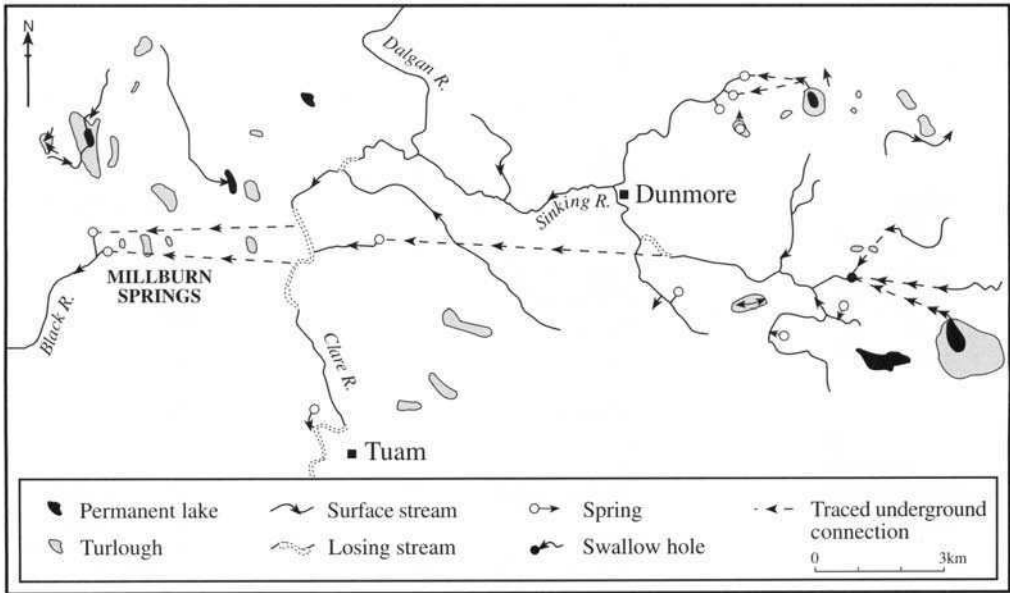 N
Dalgan R.
Dunmore
Sinking R.
MILLBURN
SPRINGS
Black R.
Clare R.
Tuam
Permanent lake
Surface stream
Spring
Traced underground
connection
Turlough
Losing stream
Swallow hole
0
3km